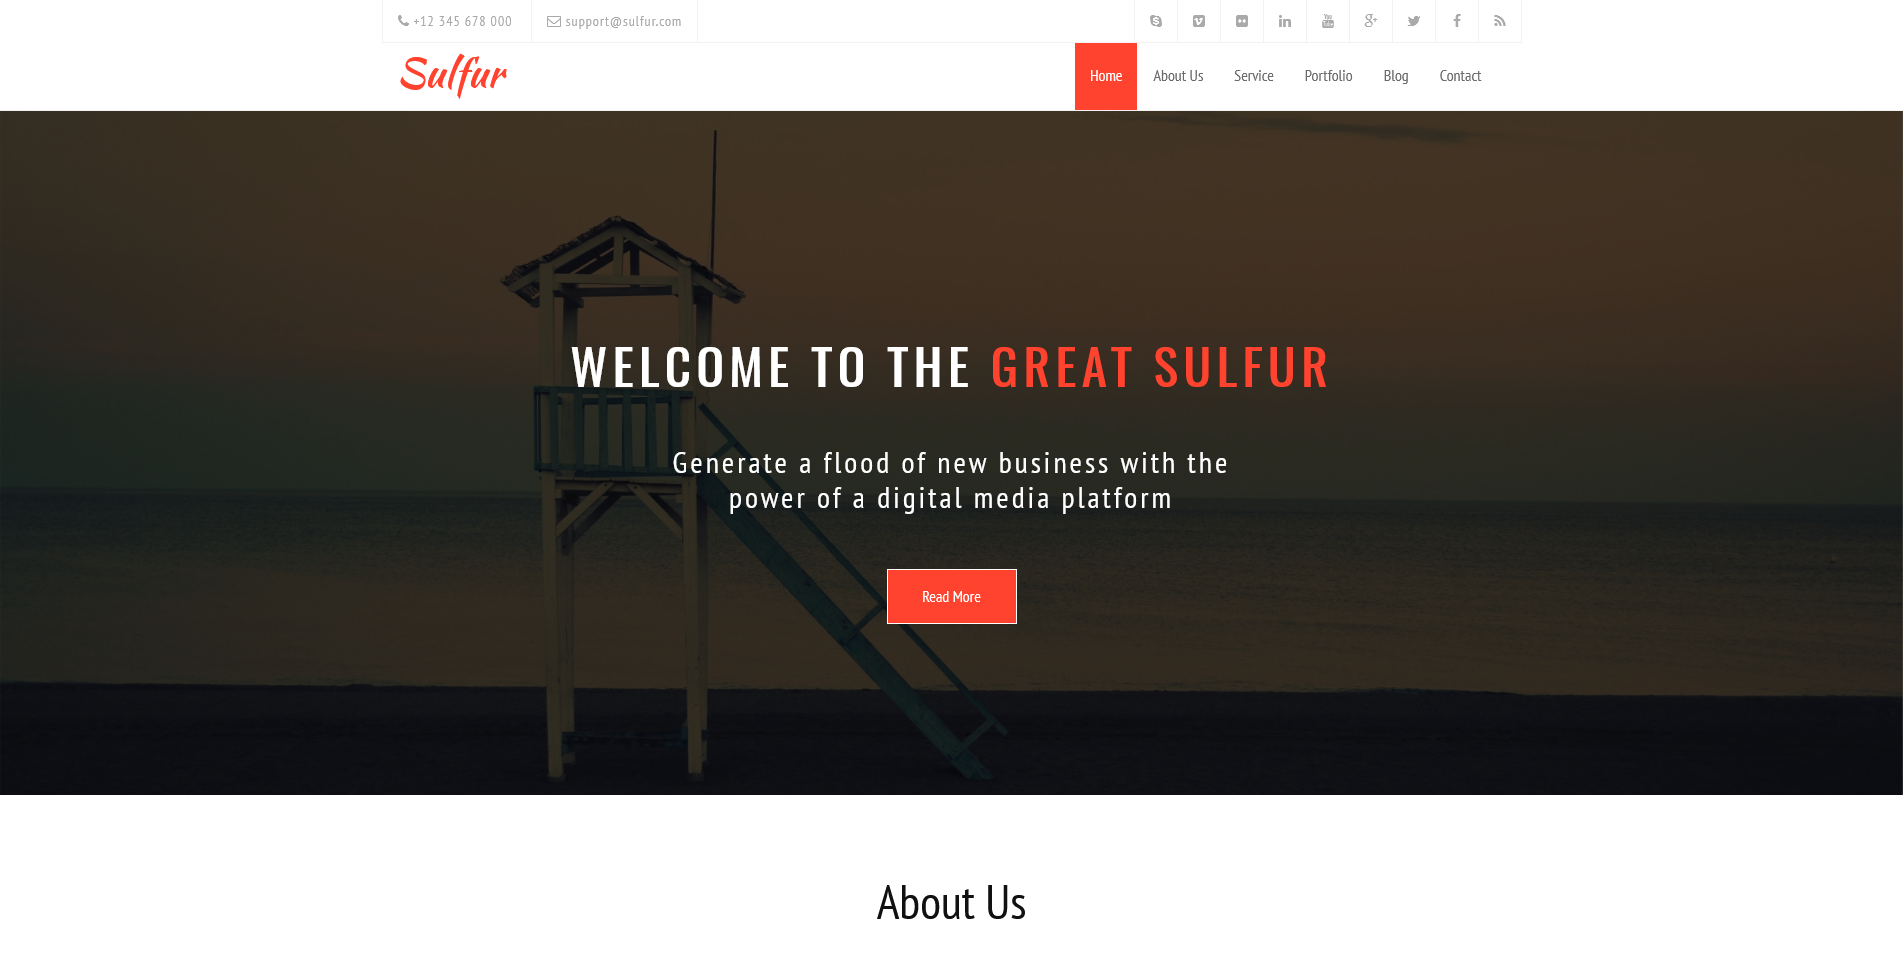 +12 345 678 000 support@sulfur.com
Sulfur
Home About Us Service Portfolio Blog Contact
WELCOME TO THE GREAT SULFUR
Generate a flood of new business with the
power of a digital media platform
Read More
About Us